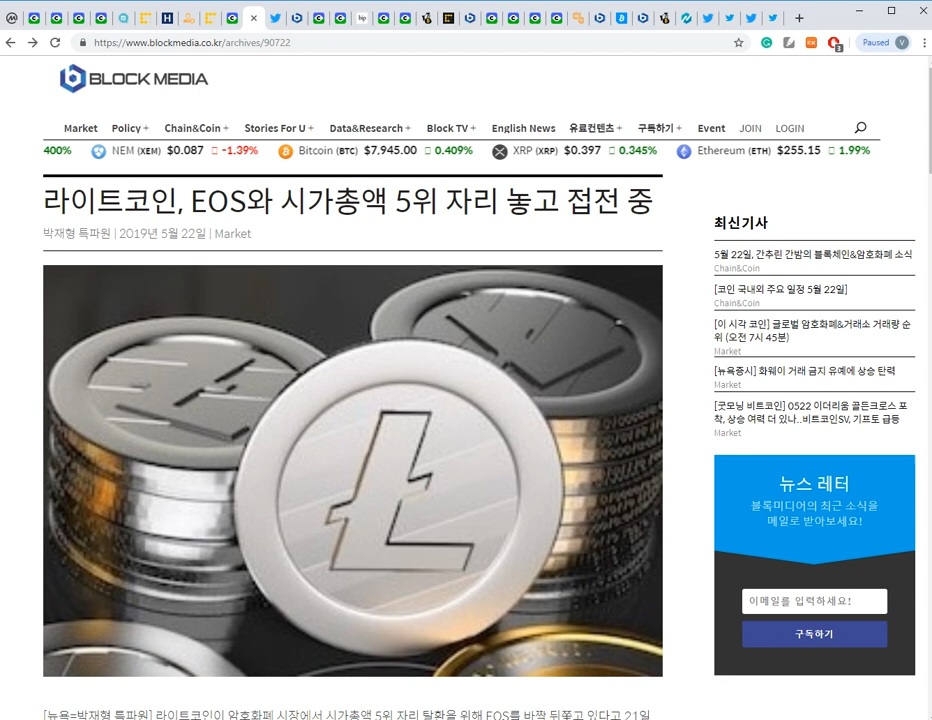 https://www.blockmedia.co.kr/archives/90722
3
Paused V
BLOCK MEDIA
Market Policy + Chain&Coin + Stories For U + Data&Research + Block TV + English News 유료컨텐츠 + 구독하기 + Event JOIN LOGIN
400% NEM (XEM) $0.087 -1.39% Bitcoin (BTC) $7,945.00 0.409% XRP (XRP) $0.397 0.345% Ethereum (ETH) $255.15 1.99%
라이트코인, EOS와 시가총액 5위 자리 놓고 접전 중
박재형 특파원 | 2019년 5월 22일 | Market
최신기사
5월 22일, 간추린 간밤의 블록체인&암호화폐 소식
Chain&Coin
[코인 국내외 주요 일정 5월 22일]
Chain&Coin
[이 시각 코인] 글로벌 암호화폐&거래소 거래량 순
위 (오전 7시 45분)
Market
[뉴욕증시] 화웨이 거래 금지 유예에 상승 탄력
Market
[굿모닝 비트코인] 0522 이더리움 골든크로스 포
착, 상승 여력 더 있나..비트코인SV, 기프토 급등
Market
뉴스 레터
블록미디어의 최근 소식을
메일로 받아보세요!
이메일를 입력하세요!
구독하기
[뉴욕=박재형 특파원] 라이트코인이 암호화폐 시장에서 시가총액 5위 자리 탈환을 위해 EOS를 바짝 뒤쫓고 있다고 21일